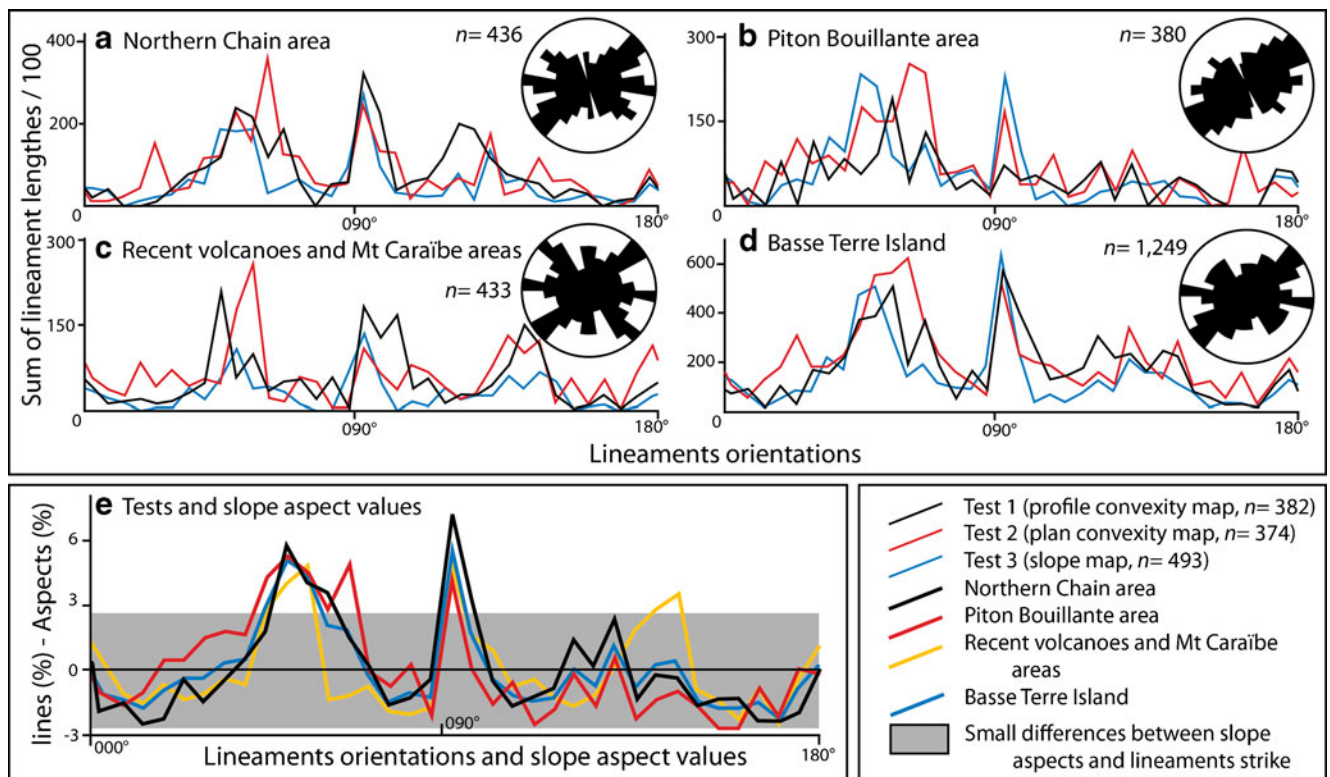 a Northern Chain area
n= 436
b Piton Bouillante area
n= 380
400
200
0
090°
180°
300
150
0
090°
180°
c Recent volcanoes and Mt Caraïbe areas
n= 433
d Basse Terre Island
n= 1,249
300
150
0
090°
180°
600
400
200
0
090°
180°
Sum of lineament lengthes / 100
Lineaments orientations
e Tests and slope aspect values
6
3
0
-3
000°
090°
180°
lines (%) - Aspects (%)
Lineaments orientations and slope aspect values
Test 1 (profile convexity map, n= 382)
Test 2 (plan convexity map, n= 374)
Test 3 (slope map, n= 493)
Northern Chain area
Piton Bouillante area
Recent volcanoes and Mt Caraïbe
areas
Basse Terre Island
Small differences between slope
aspects and lineaments strike